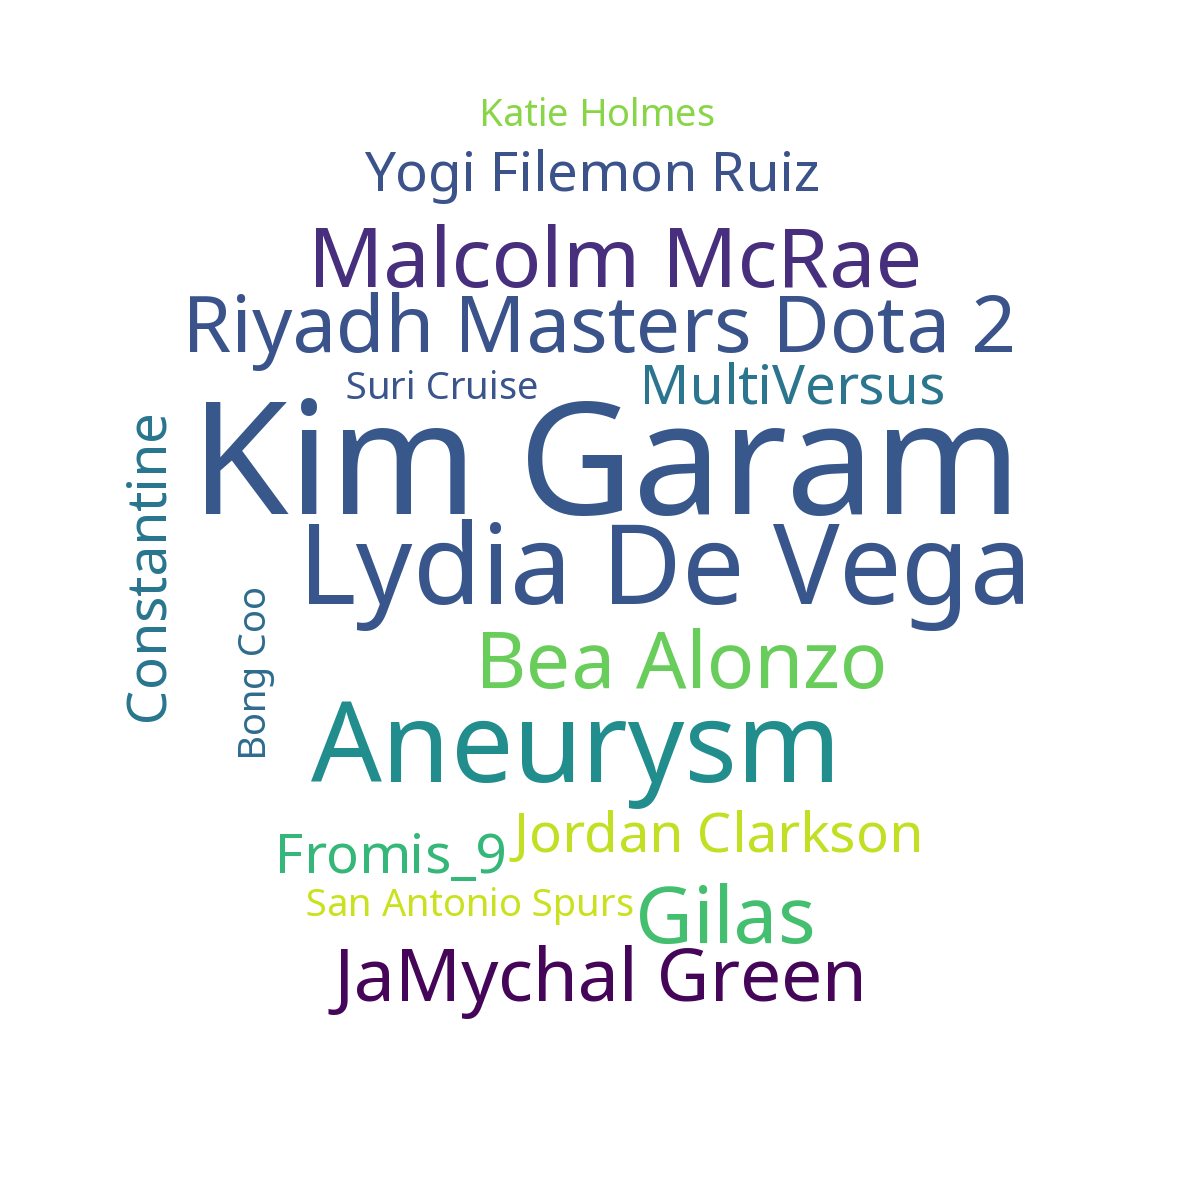 Katie Holmes
Yogi Filemon Ruiz
Malcolm McRae
Riyadh Masters Dota 2
Suri Cruise
MultiVersus
Kim Garam
Constantine
Lydia De Vega
Bong Coo
Bea Alonzo
Aneurysm
Jordan Clarkson
Fromis_9
San Antonio Spurs
Gilas
JaMychal Green